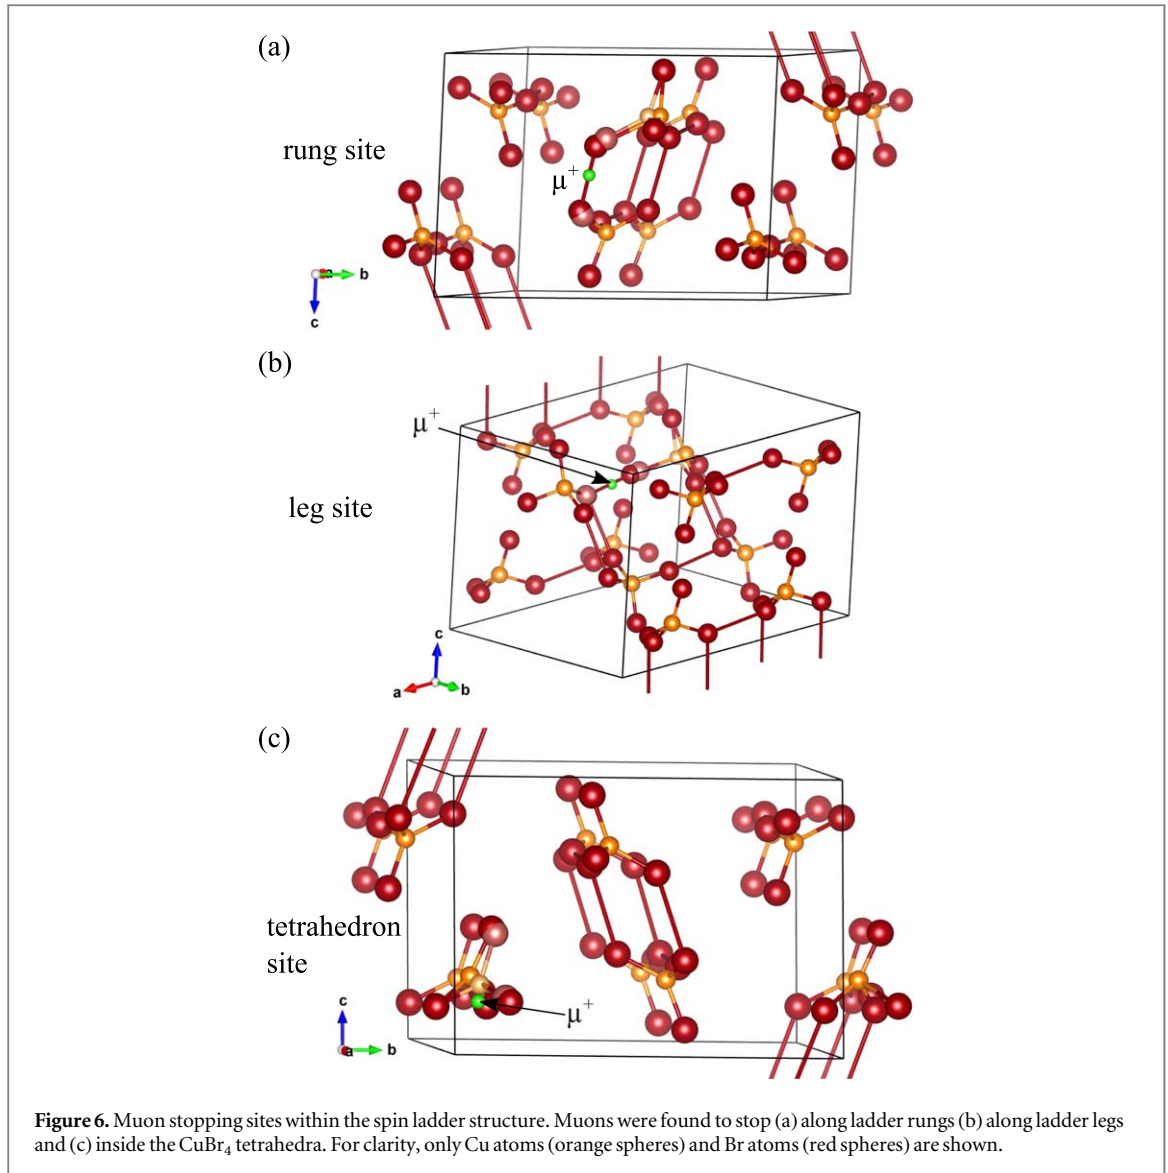 (a)
rung site
μ+
a b
c
(b)
μ+
leg site
c
a b
(c)
tetrahedron
site
μ+
c
a b
Figure 6. Muon stopping sites within the spin ladder structure. Muons were found to stop (a) along ladder rungs (b) along ladder legs
and (c) inside the CuBr₄ tetrahedra. For clarity, only Cu atoms (orange spheres) and Br atoms (red spheres) are shown.